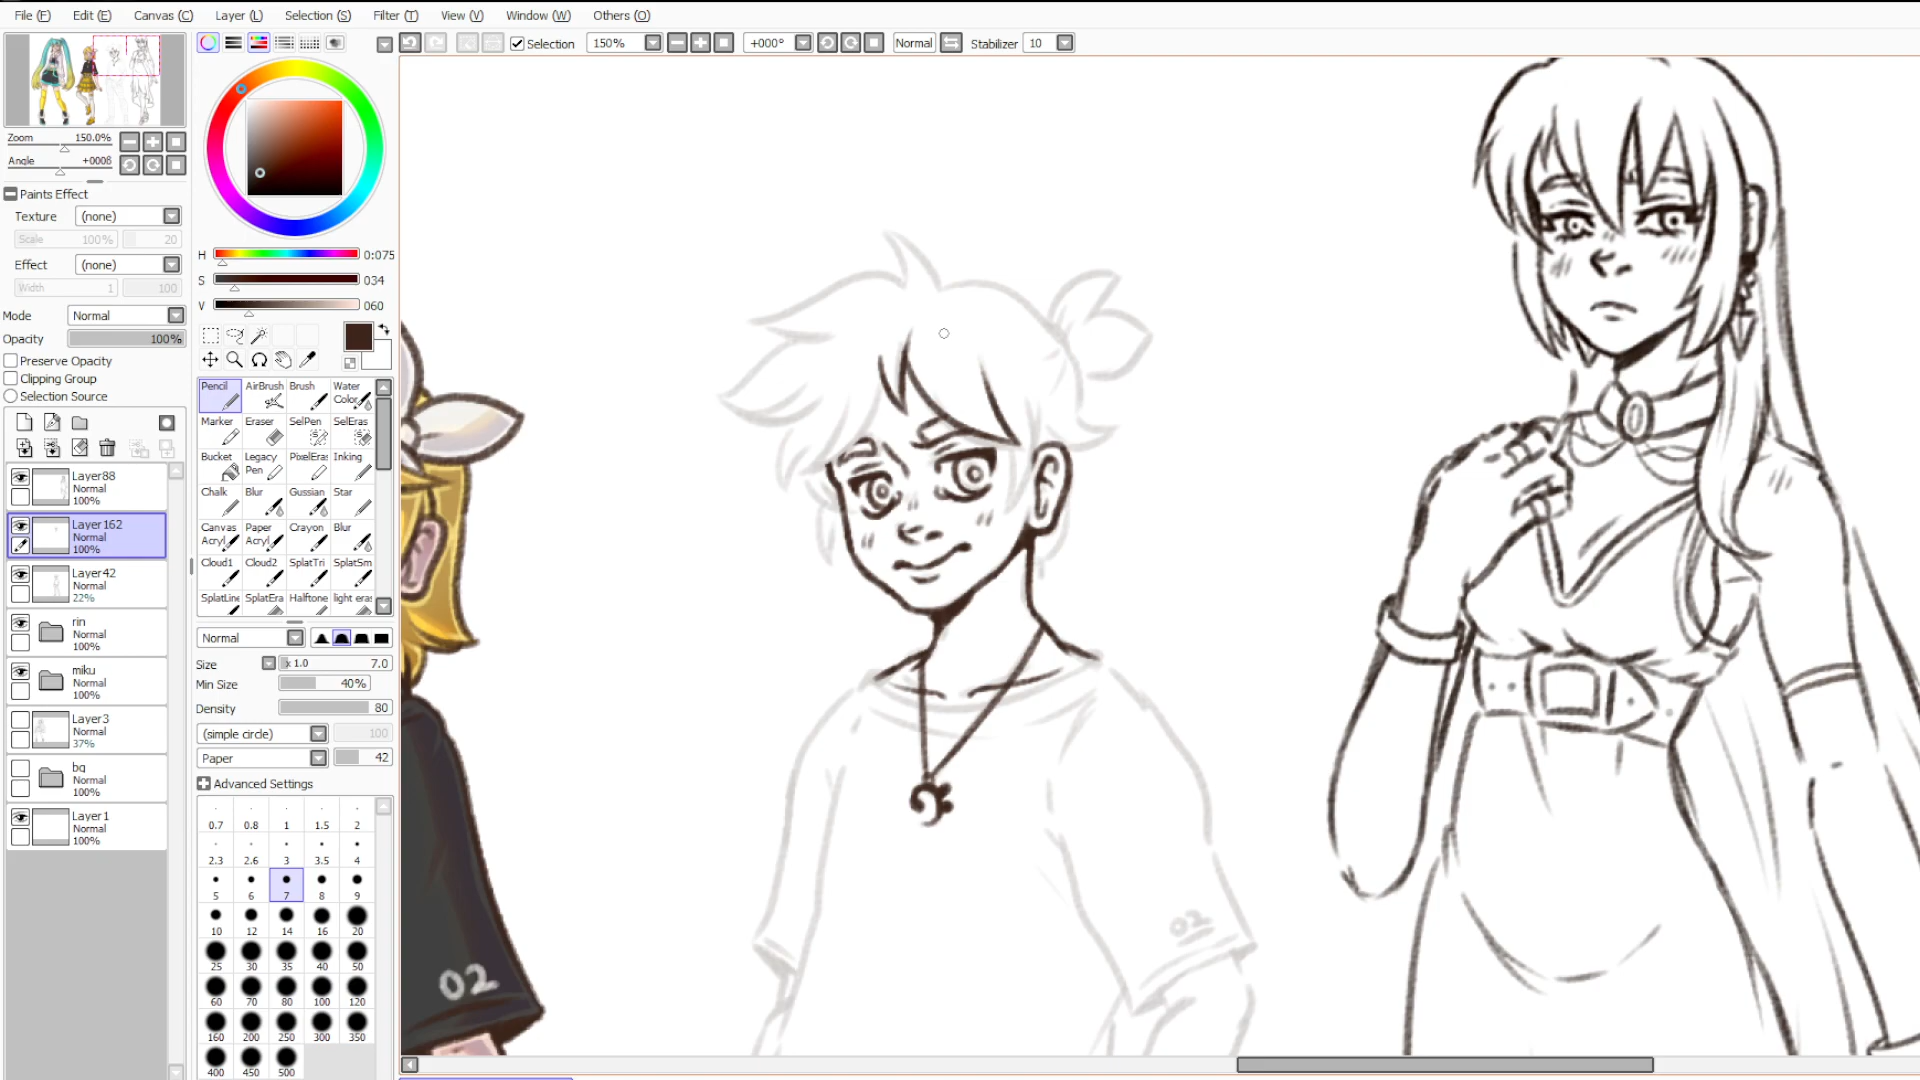 File (F) Edit (E) Canvas (C) Layer (L) Selection (S) Filter (T) View (V) Window (W) Others (O)
Selection 150% +000° Normal Stabilizer 10
Zoom 150.0%
Angle +0008
Paints Effect
Texture (none)
Scale 100% 20
Effect (none)
Width 1 100
Mode Normal
Opacity 100%
Preserve Opacity
Clipping Group
Selection Source
Layer88
Normal
100%
Layer162
Normal
100%
Layer42
Normal
22%
rin
Normal
100%
miku
Normal
100%
Layer3
Normal
37%
bg
Normal
100%
Layer1
Normal
100%
H 0:075
S 034
V 060
Pencil AirBrush Brush Water Color
Marker Eraser SelPen SelEras
Bucket Legacy Pen PixelEras Inking
Chalk Blur Gussian Star
Canvas Acryl Paper Acryl Crayon Blur
Cloud1 Cloud2 SplatTri SplatSm
SplatLine SplatEra Halftone light eras
Normal
Size x 1.0 7.0
Min Size 40%
Density 80
(simple circle) 100
Paper 42
Advanced Settings
0.7 0.8 1 1.5 2
2.3 2.6 3 3.5 4
5 6 7 8 9
10 12 14 16 20
25 30 35 40 50
60 70 80 100 120
160 200 250 300 350
400 450 500
02
02